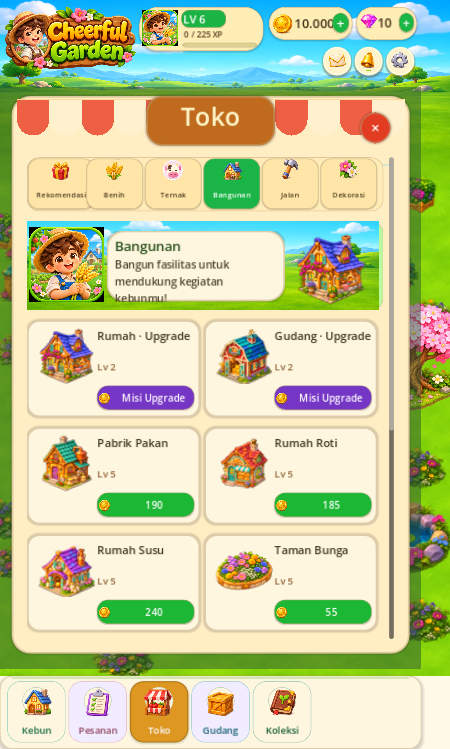 Cheerful
Garden
LV 6
0 / 225 XP
10.000
+
10
+
Toko
×
Rekomendasi
Benih
Ternak
Bangunan
Jalan
Dekorasi
Bangunan
Bangun fasilitas untuk
mendukung kegiatan
kebunmu!
Rumah · Upgrade
Lv 2
Misi Upgrade
Gudang · Upgrade
Lv 2
Misi Upgrade
Pabrik Pakan
Lv 5
190
Rumah Roti
Lv 5
185
Rumah Susu
Lv 5
240
Taman Bunga
Lv 5
55
Kebun
Pesanan
Toko
Gudang
Koleksi